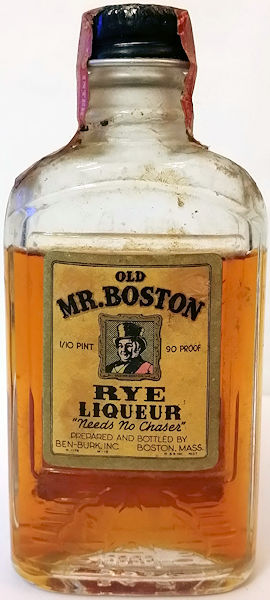 OLD
MR. BOSTON
1/10 PINT 90 PROOF
RYE
LIQUEUR
"Needs No Chaser"
PREPARED AND BOTTLED BY
BEN-BURK, INC. BOSTON, MASS.